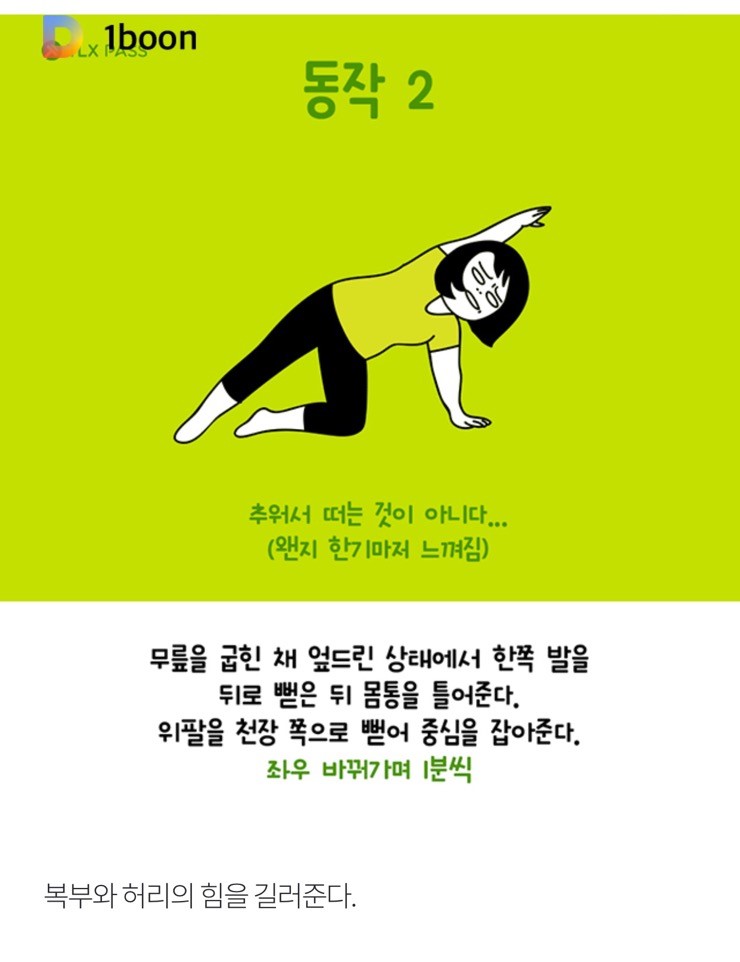 1boon
TLX PASS
동작 2
추워서 떠는 것이 아니다...
(왠지 한기마저 느껴짐)
무릎을 굽힌 채 엎드린 상태에서 한쪽 발을
뒤로 뻗은 뒤 몸통을 틀어준다.
위팔을 천장 쪽으로 뻗어 중심을 잡아준다.
좌우 바꿔가며 1분씩
복부와 허리의 힘을 길러준다.